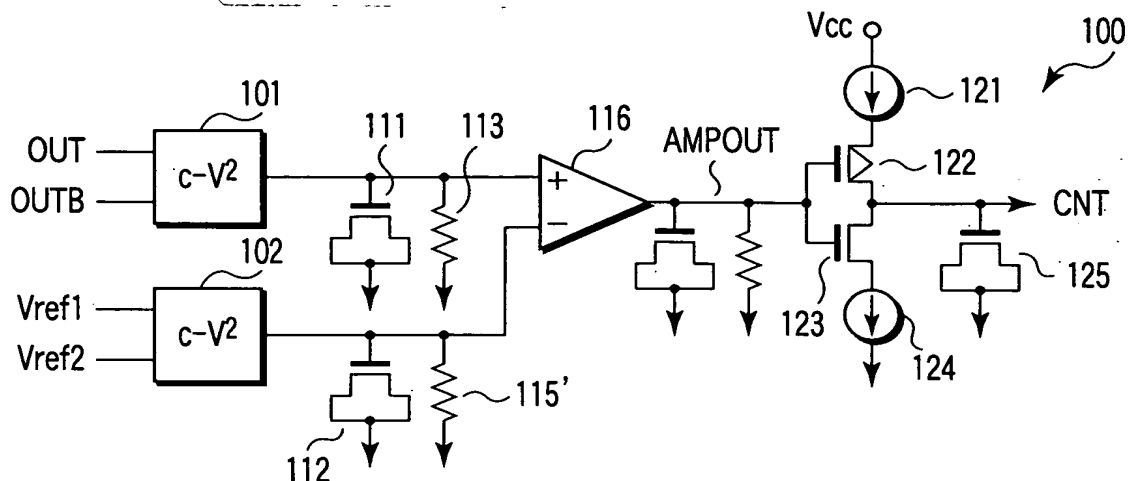 Vcc
100
101
121
OUT
OUTB
c-V²
111
113
116
AMPOUT
122
+
−
CNT
102
Vref1
Vref2
c-V²
123
125
124
115'
112